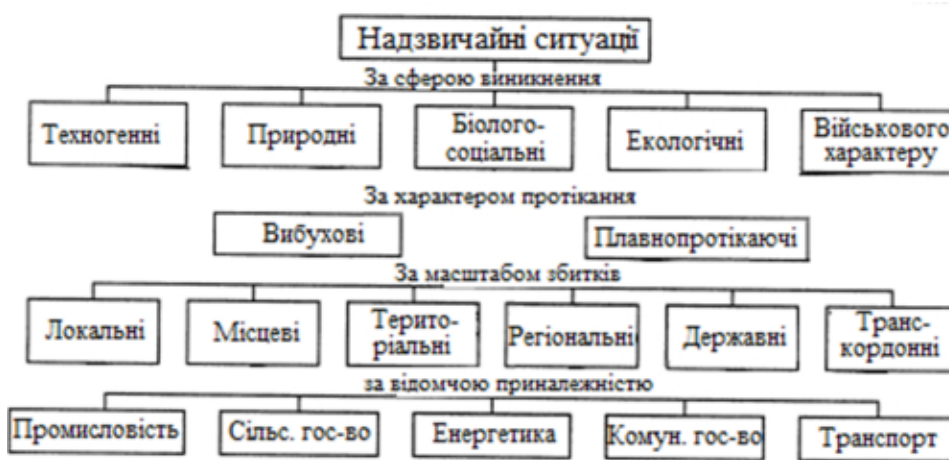 Надзвичайні ситуації
За сферою виникнення
Техногенні
Природні
Біолого-
соціальні
Екологічні
Військового
характеру
За характером протікання
Вибухові
Плавнопротікаючі
За масштабом збитків
Локальні
Місцеві
Терито-
ріальні
Регіональні
Державні
Транс-
кордонні
за відомчою приналежністю
Промисловість
Сільс. гос-во
Енергетика
Комун. гос-во
Транспорт